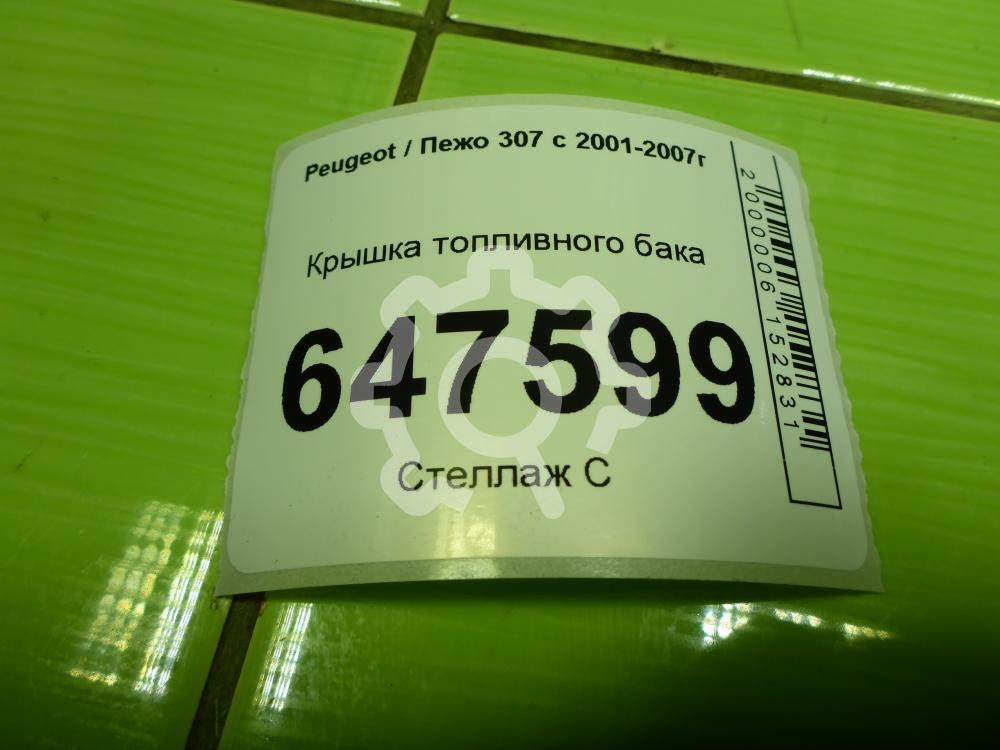 Peugeot / Пежо 307 с 2001-2007г
Крышка топливного бака
647599
Стеллаж С
2000006152831